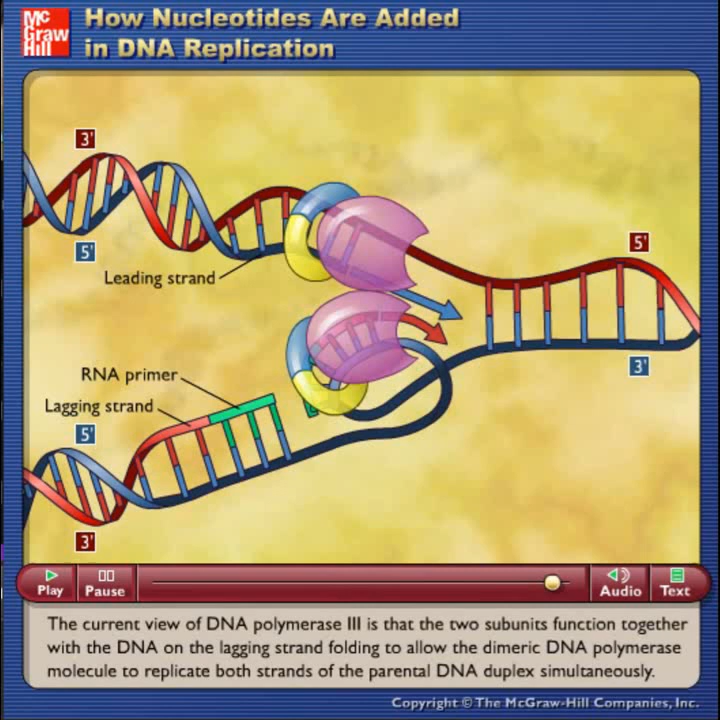 Mc
Graw
Hill
How Nucleotides Are Added
in DNA Replication
3'
5'
Leading strand
5'
3'
RNA primer
Lagging strand
5'
3'
Play
Pause
Audio
Text
The current view of DNA polymerase III is that the two subunits function together
with the DNA on the lagging strand folding to allow the dimeric DNA polymerase
molecule to replicate both strands of the parental DNA duplex simultaneously.
Copyright © The McGraw-Hill Companies, Inc.